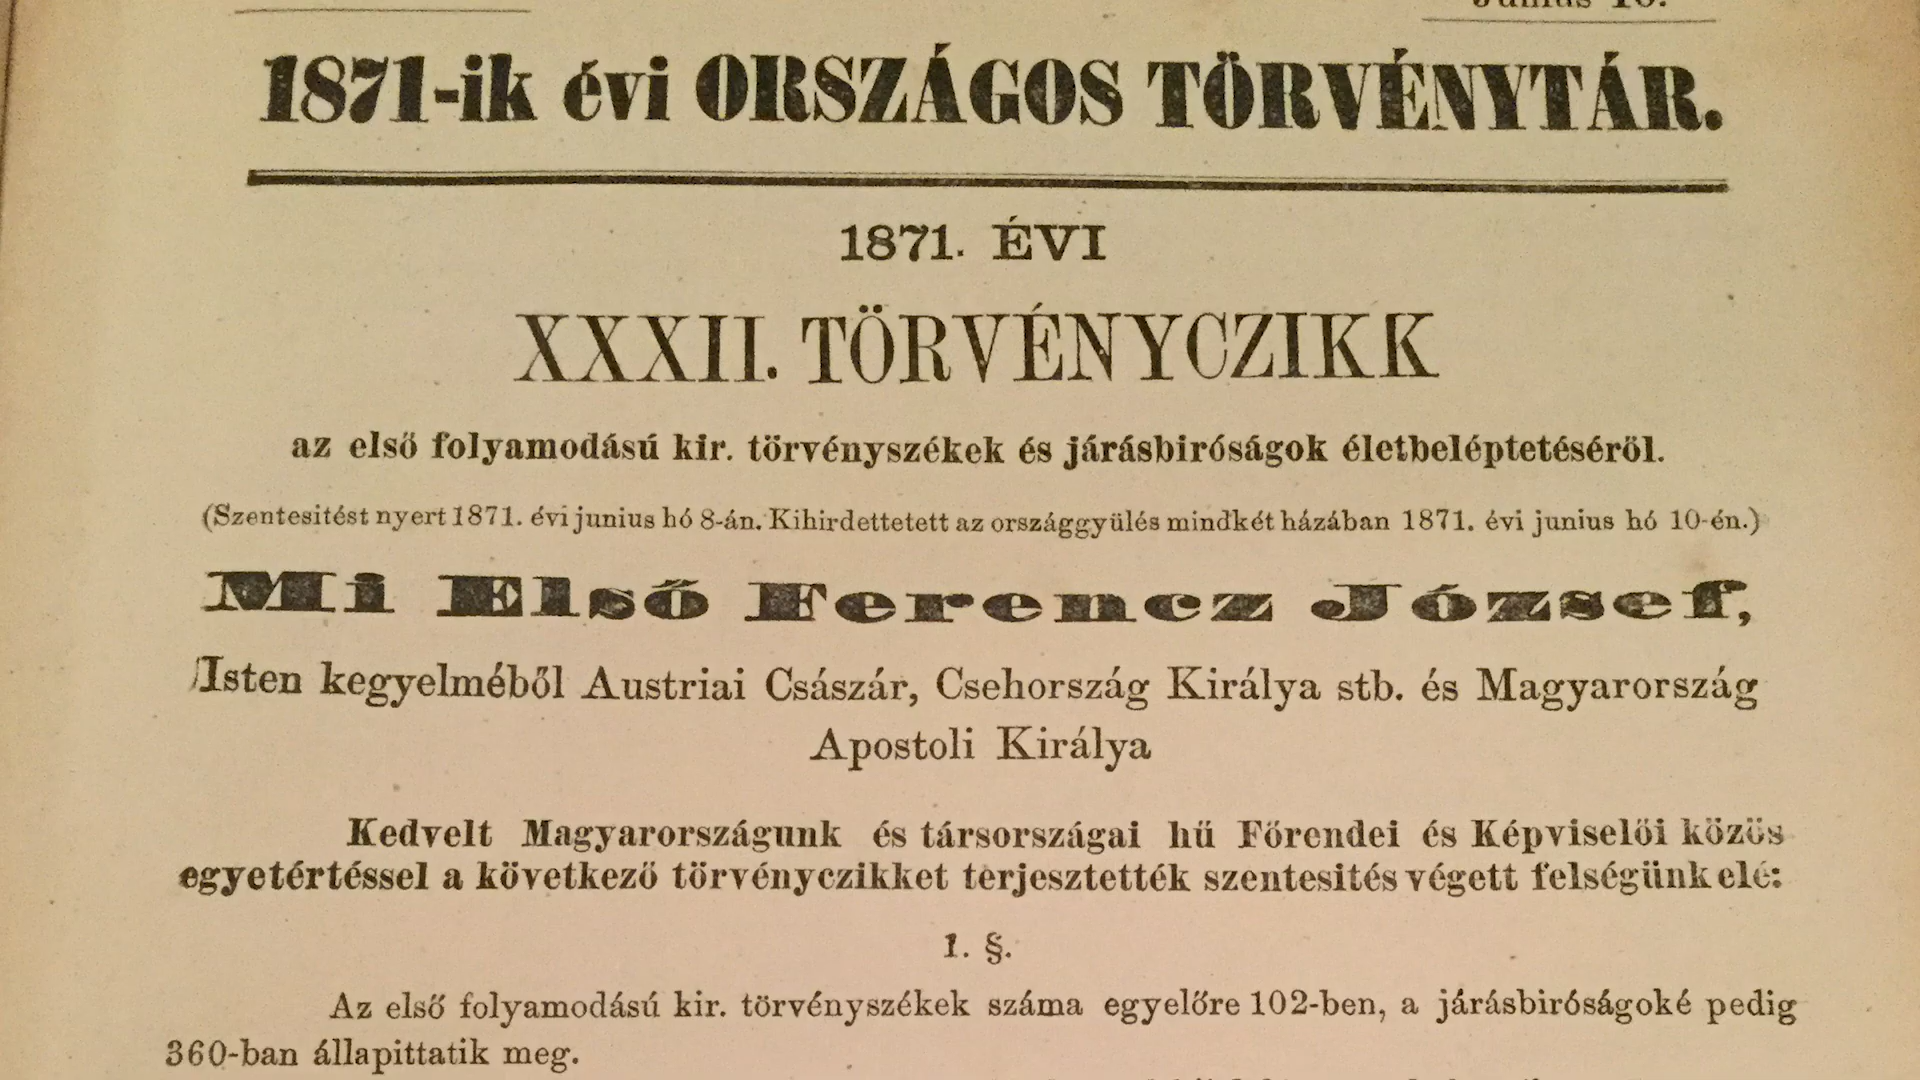 1871-ik évi ORSZÁGOS TÖRVÉNYTÁR.
1871. ÉVI
XXXII. TÖRVÉNYCZIKK
az első folyamodású kir. törvényszékek és járásbiróságok életbeléptetéséről.
(Szentesitést nyert 1871. évi junius hó 8-án. Kihirdettetett az országgyülés mindkét házában 1871. évi junius hó 10-én.)
Mi Első Ferencz József,
Isten kegyelméből Austriai Császár, Csehország Királya stb. és Magyarország
Apostoli Királya
Kedvelt Magyarországunk és társországai hű Főrendei és Képviselői közös
egyetértéssel a következő törvényczikket terjesztették szentesités végett felségünk elé:
1. §.
Az első folyamodású kir. törvényszékek száma egyelőre 102-ben, a járásbiróságoké pedig
360-ban állapittatik meg.